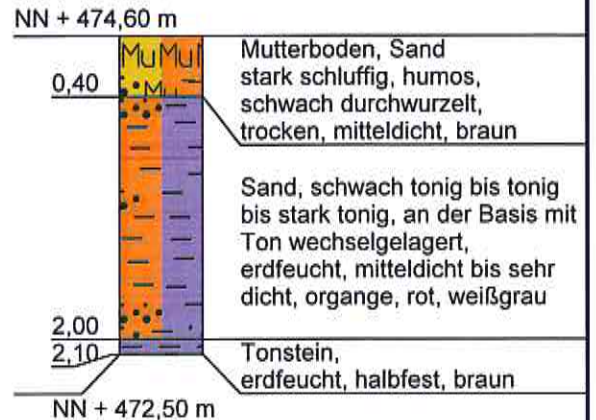 NN + 474,60 m
MuMuM
Mu
Mutterboden, Sand
stark schluffig, humos,
schwach durchwurzelt,
trocken, mitteldicht, braun
0,40
Sand, schwach tonig bis tonig
bis stark tonig, an der Basis mit
Ton wechselgelagert,
erdfeucht, mitteldicht bis sehr
dicht, organge, rot, weißgrau
2,00
2,10
Tonstein,
erdfeucht, halbfest, braun
NN + 472,50 m